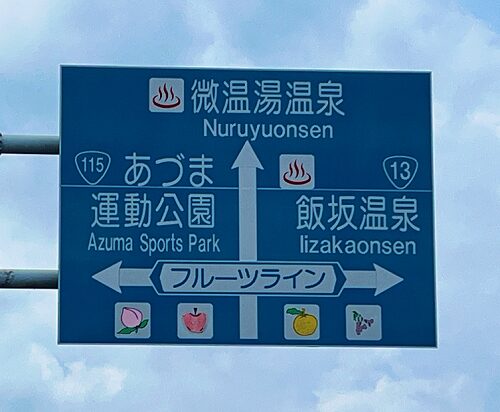 微温湯温泉
Nuruyuonsen
115
あづま
運動公園
Azuma Sports Park
13
飯坂温泉
Iizakaonsen
フルーツライン